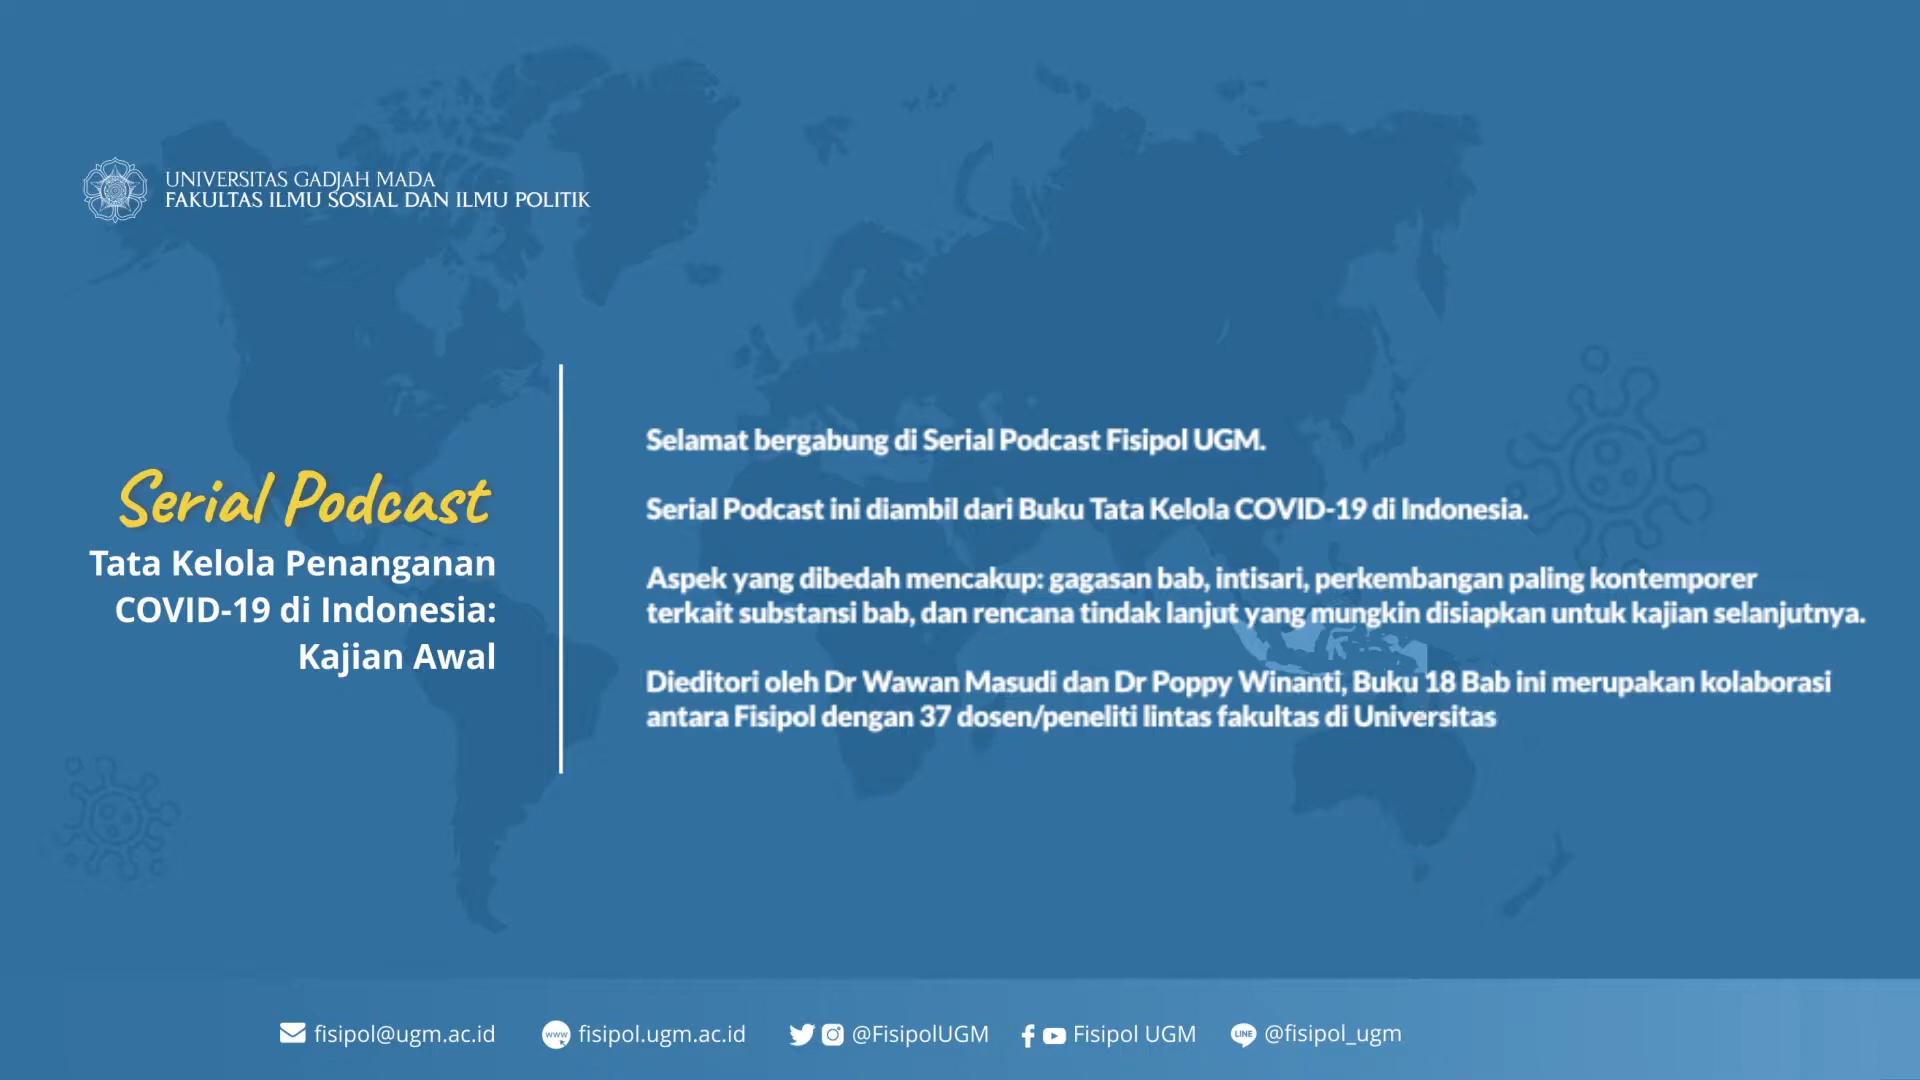 UNIVERSITAS GADJAH MADA
FAKULTAS ILMU SOSIAL DAN ILMU POLITIK
Serial Podcast
Tata Kelola Penanganan
COVID-19 di Indonesia:
Kajian Awal
Selamat bergabung di Serial Podcast Fisipol UGM.
Serial Podcast ini diambil dari Buku Tata Kelola COVID-19 di Indonesia.
Aspek yang dibedah mencakup: gagasan bab, intisari, perkembangan paling kontemporer
terkait substansi bab, dan rencana tindak lanjut yang mungkin disiapkan untuk kajian selanjutnya.
Dieditori oleh Dr Wawan Masudi dan Dr Poppy Winanti, Buku 18 Bab ini merupakan kolaborasi
antara Fisipol dengan 37 dosen/peneliti lintas fakultas di Universitas
fisipol@ugm.ac.id
www fisipol.ugm.ac.id
@FisipolUGM
Fisipol UGM
LINE @fisipol_ugm